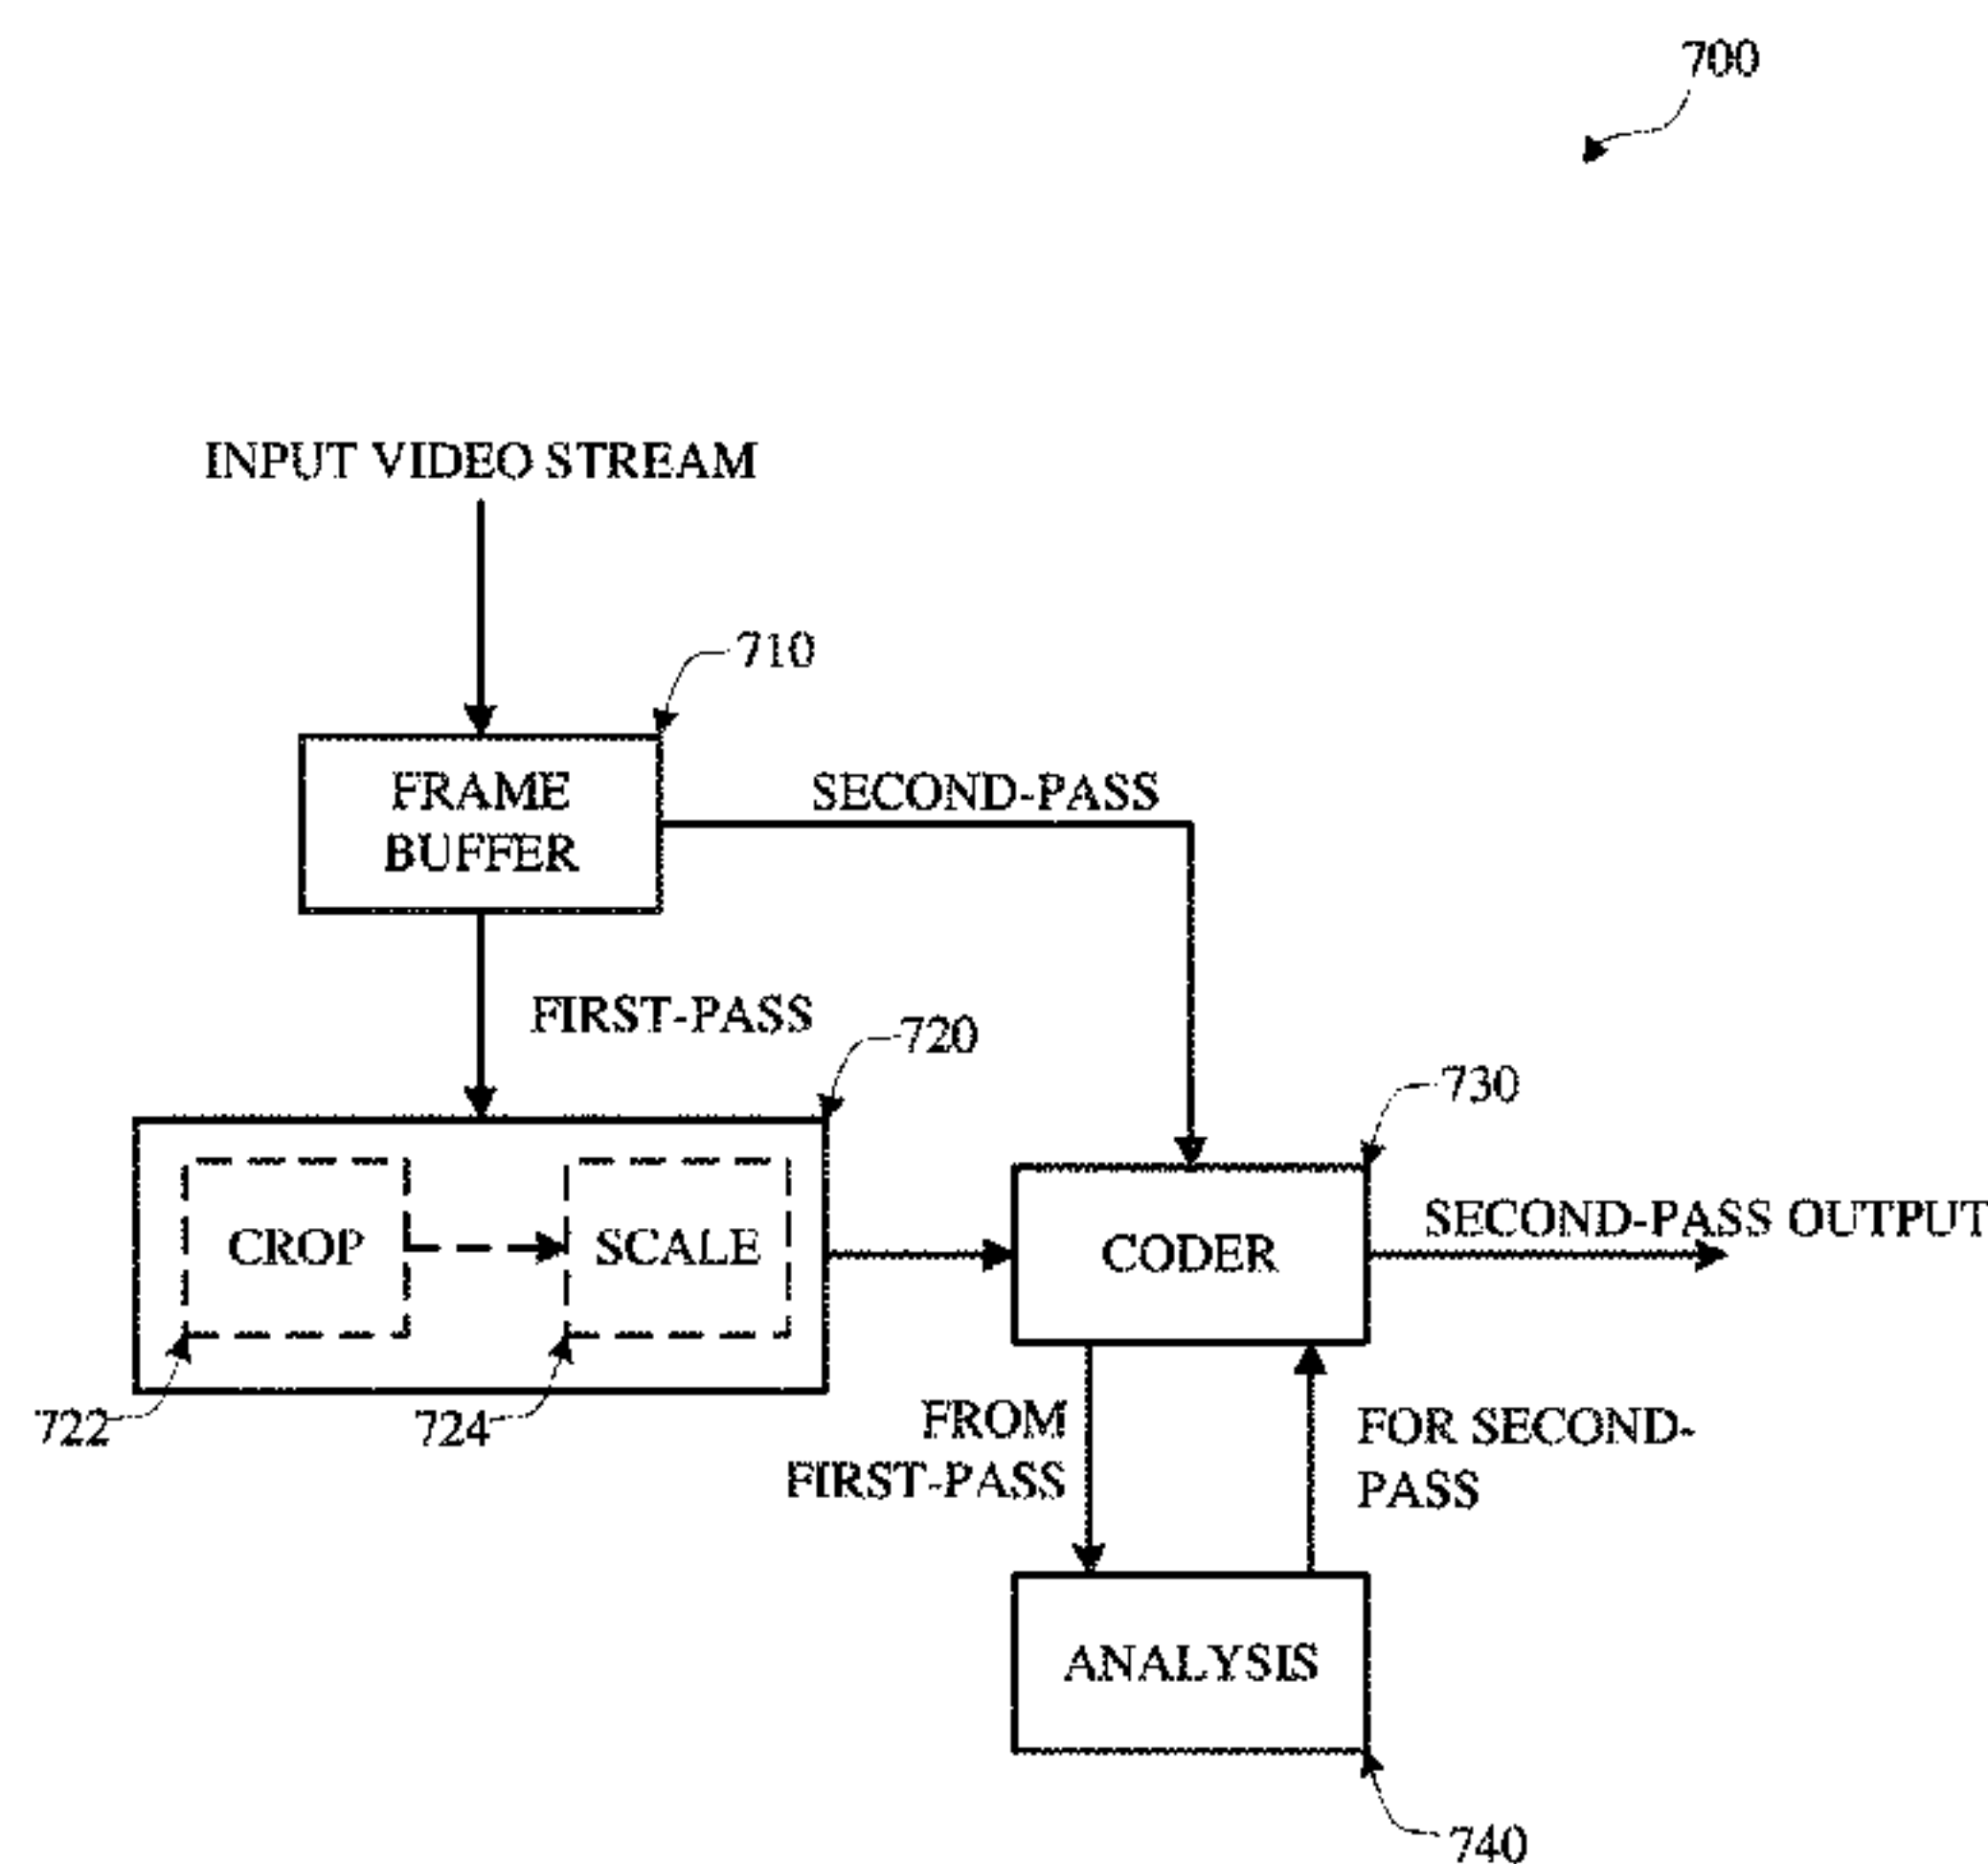 700
INPUT VIDEO STREAM
710
FRAME
BUFFER
SECOND-PASS
FIRST-PASS
720
730
CROP
SCALE
CODER
SECOND-PASS OUTPUT
722
724
FROM
FIRST-PASS
FOR SECOND-
PASS
ANALYSIS
740